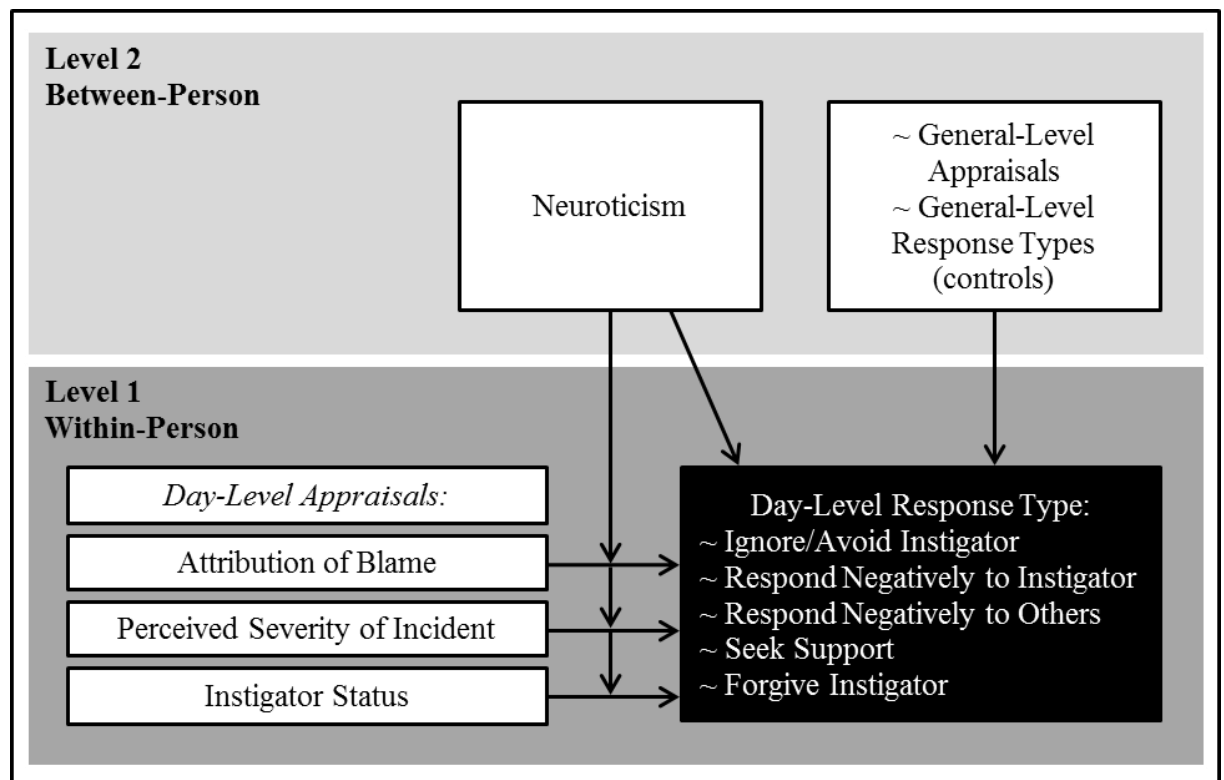 Level 2
Between-Person
Neuroticism
~ General-Level
Appraisals
~ General-Level
Response Types
(controls)
Level 1
Within-Person
Day-Level Appraisals:
Attribution of Blame
Perceived Severity of Incident
Instigator Status
Day-Level Response Type:
~ Ignore/Avoid Instigator
~ Respond Negatively to Instigator
~ Respond Negatively to Others
~ Seek Support
~ Forgive Instigator